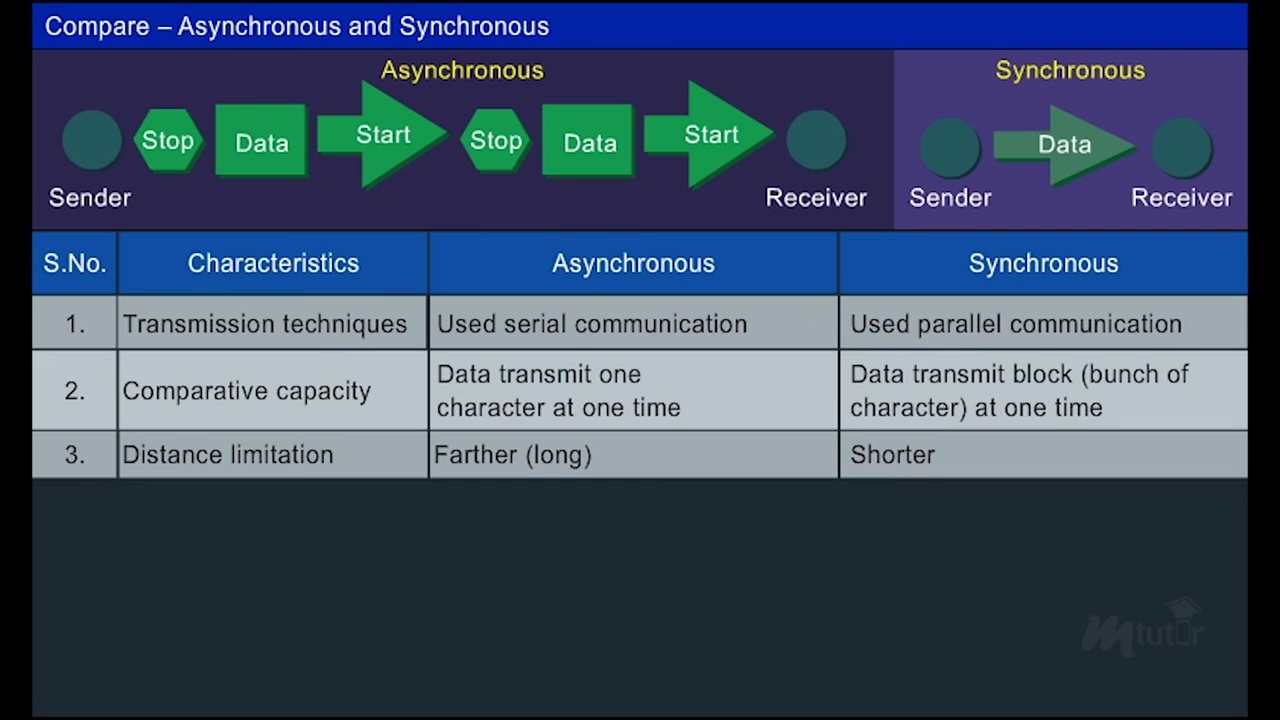 Compare – Asynchronous and Synchronous
Asynchronous
Synchronous
Stop
Data
Start
Stop
Data
Start
Data
Sender
Receiver
Sender
Receiver
S.No.
Characteristics
Asynchronous
Synchronous
1.
Transmission techniques
Used serial communication
Used parallel communication
2.
Comparative capacity
Data transmit one
character at one time
Data transmit block (bunch of
character) at one time
3.
Distance limitation
Farther (long)
Shorter